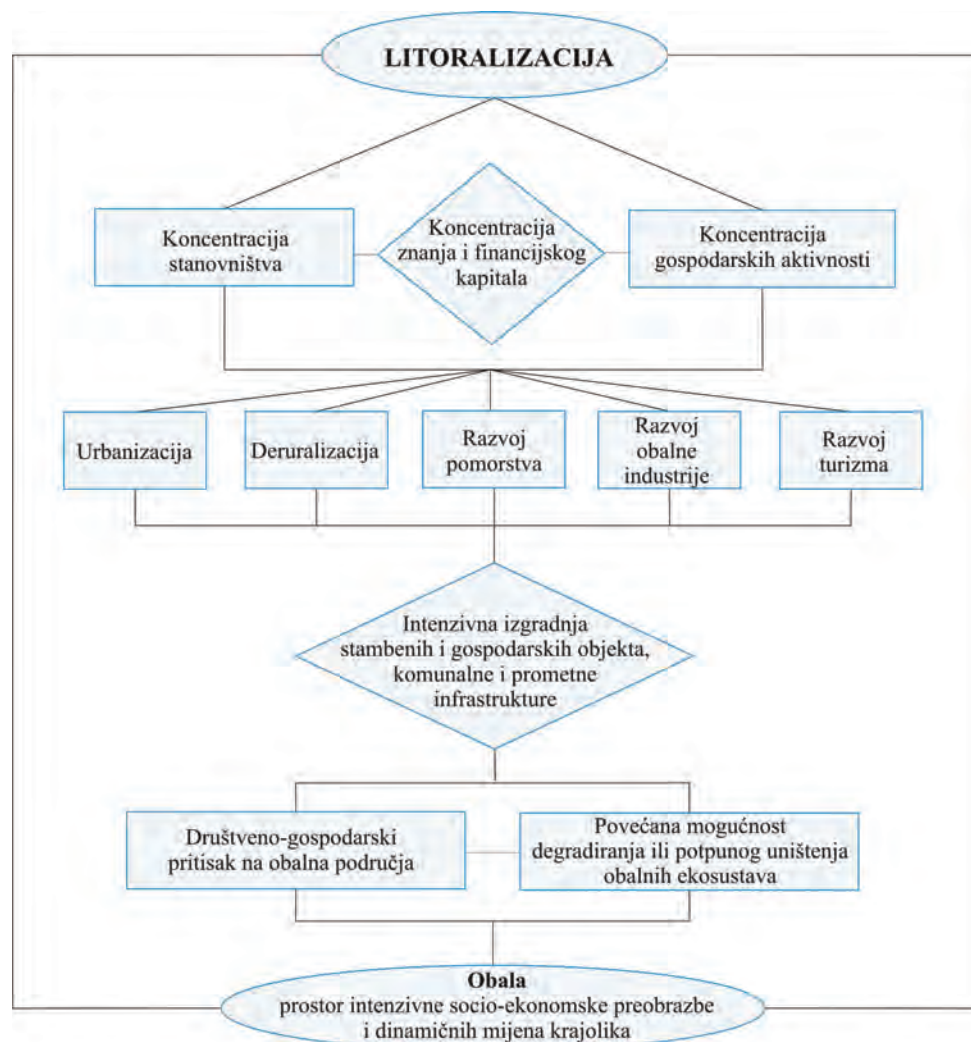 LITORALIZACIJA
Koncentracija
stanovništva
Koncentracija
znanja i financijskog
kapitala
Koncentracija
gospodarskih aktivnosti
Urbanizacija
Deruralizacija
Razvoj
pomorstva
Razvoj
obalne
industrije
Razvoj
turizma
Intenzivna izgradnja
stambenih i gospodarskih objekta,
komunalne i prometne
infrastrukture
Društveno-gospodarski
pritisak na obalna područja
Povećana mogućnost
degradiranja ili potpunog uništenja
obalnih ekosustava
Obala
prostor intenzivne socio-ekonomske preobrazbe
i dinamičnih mijena krajolika